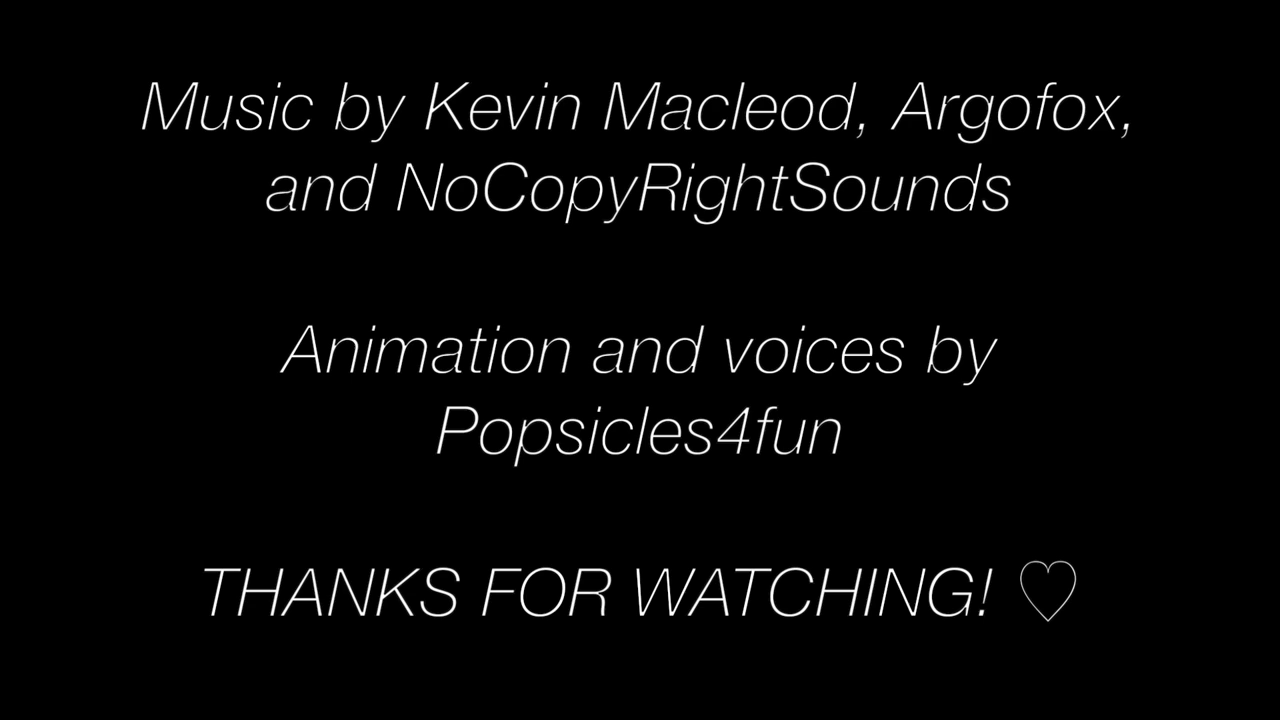 Music by Kevin Macleod, Argofox,
and NoCopyRightSounds
Animation and voices by
Popsicles4fun
THANKS FOR WATCHING! ♡